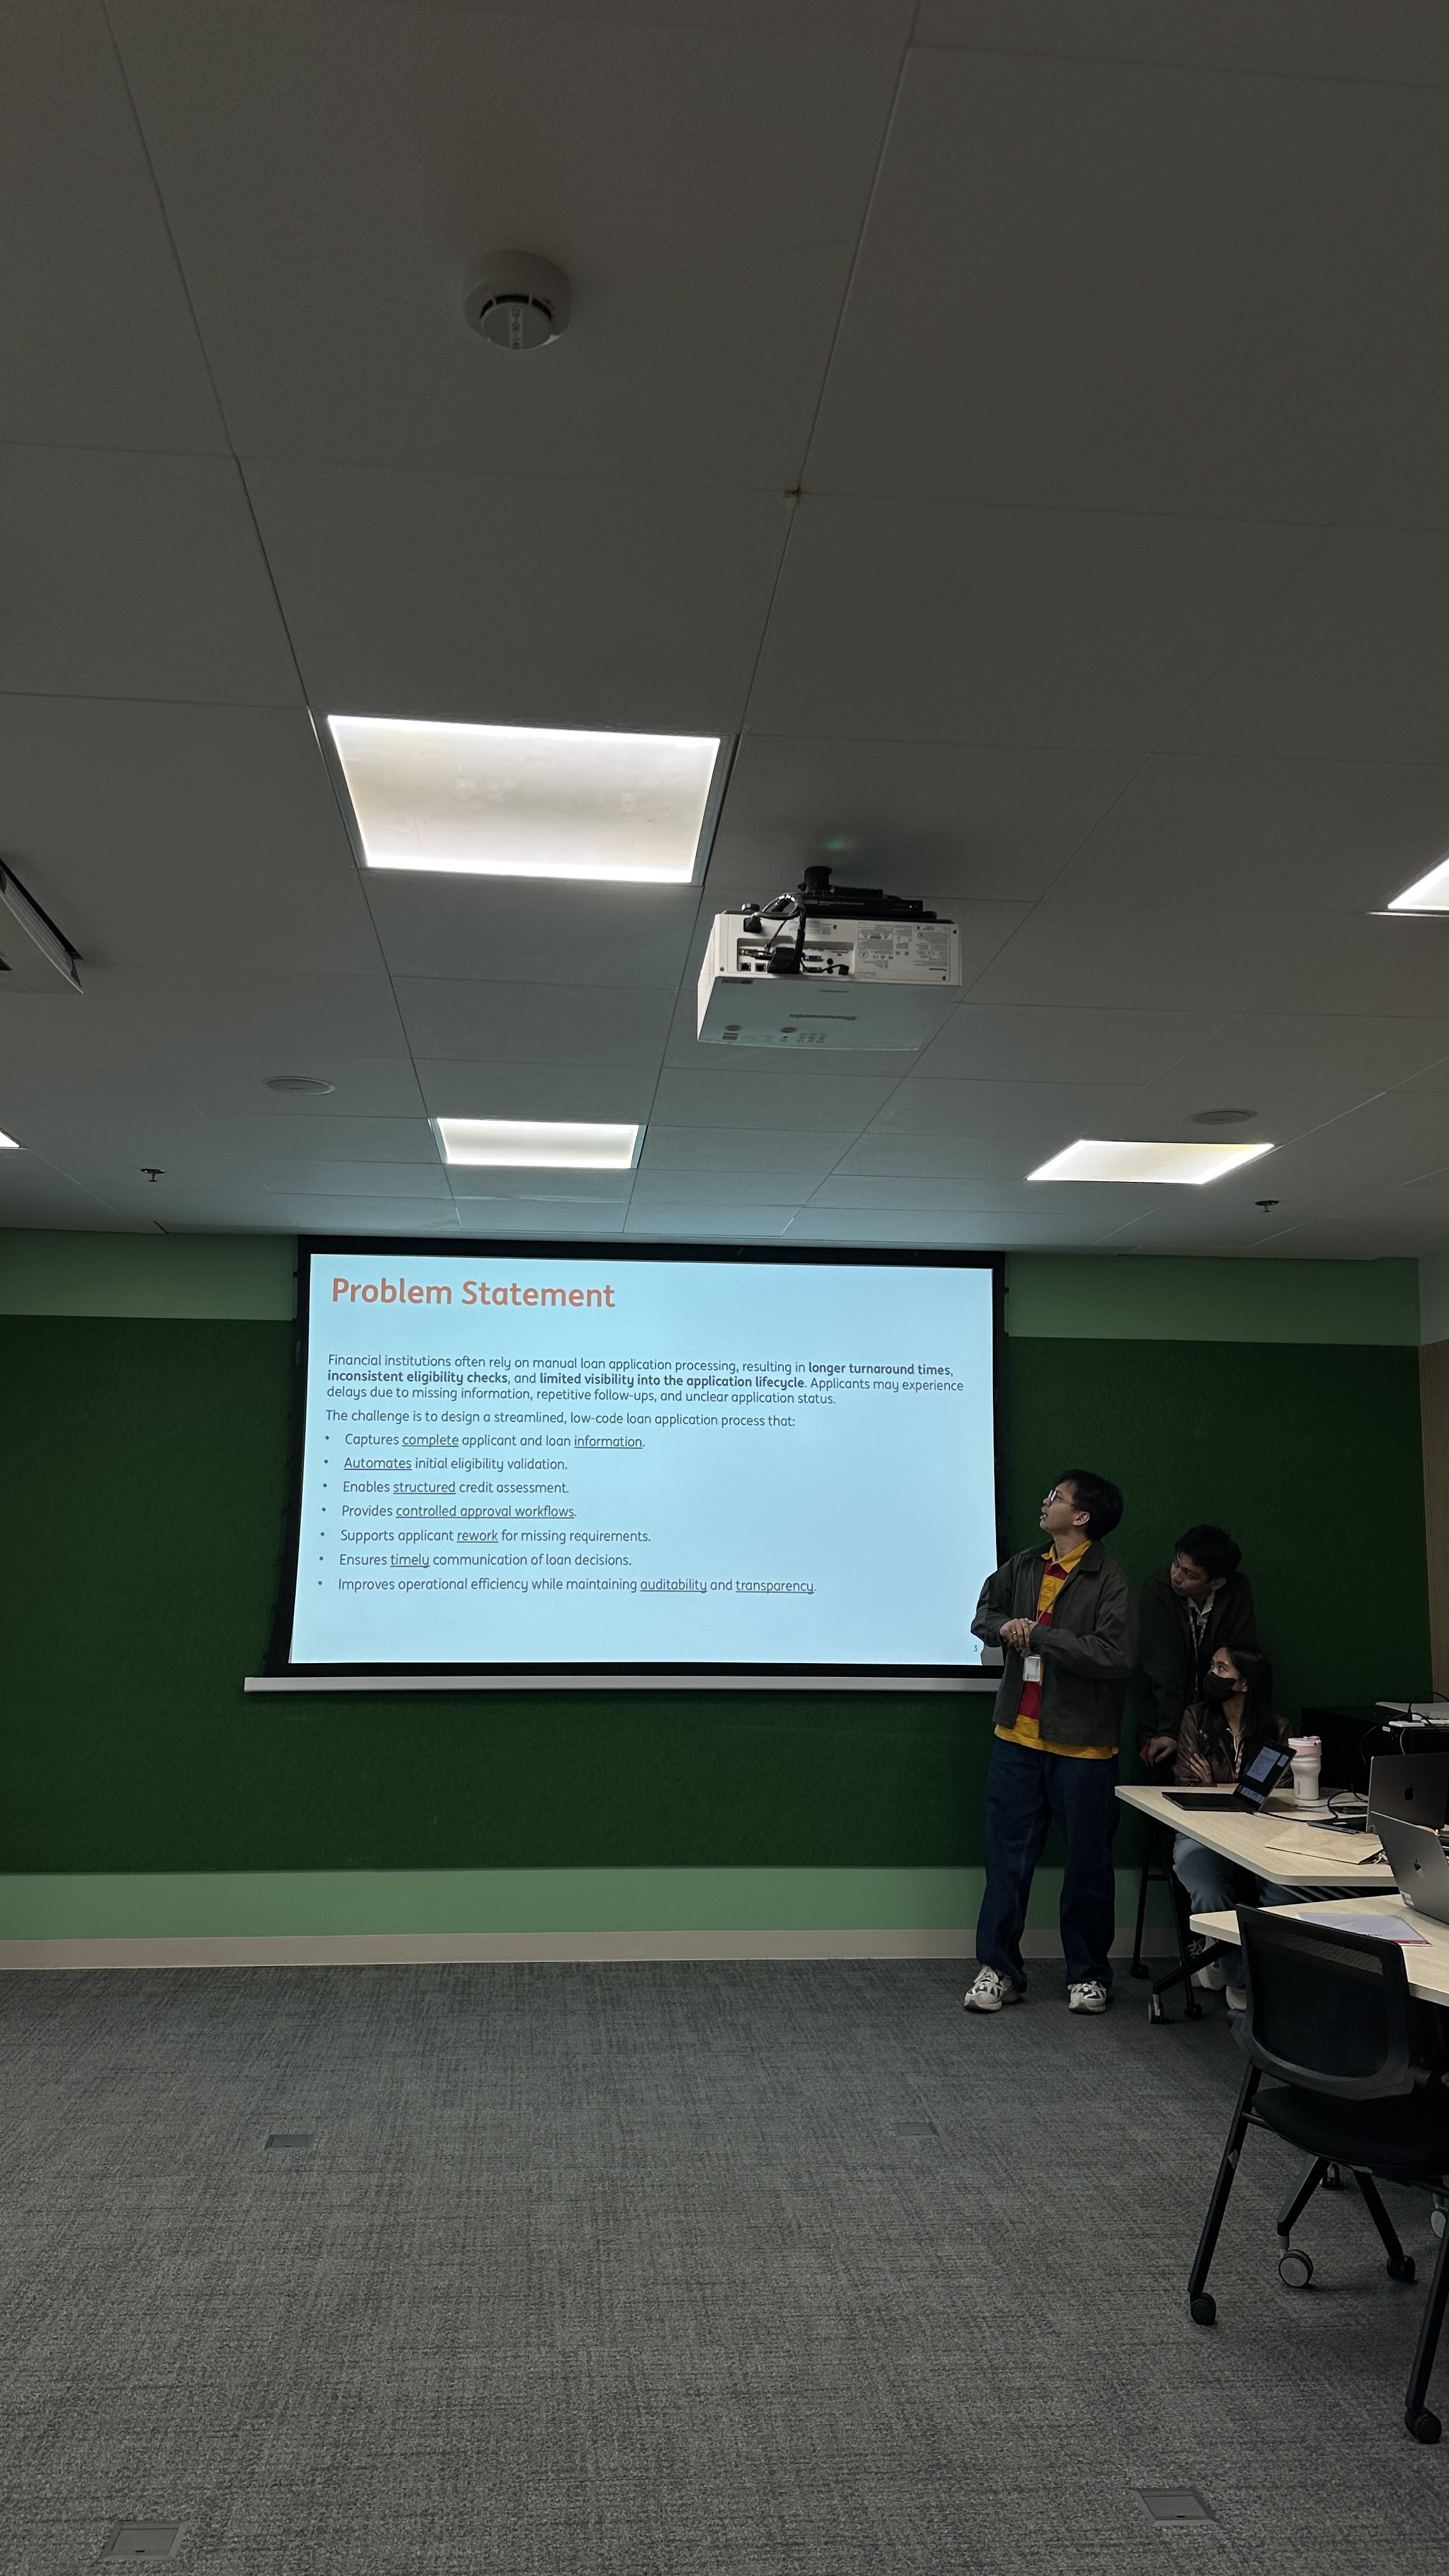 Problem Statement
Financial institutions often rely on manual loan application processing, resulting in longer turnaround times,
inconsistent eligibility checks, and limited visibility into the application lifecycle. Applicants may experience
delays due to missing information, repetitive follow-ups, and unclear application status.
The challenge is to design a streamlined, low-code loan application process that:
• Captures complete applicant and loan information.
• Automates initial eligibility validation.
• Enables structured credit assessment.
• Provides controlled approval workflows.
• Supports applicant rework for missing requirements.
• Ensures timely communication of loan decisions.
• Improves operational efficiency while maintaining auditability and transparency.
3